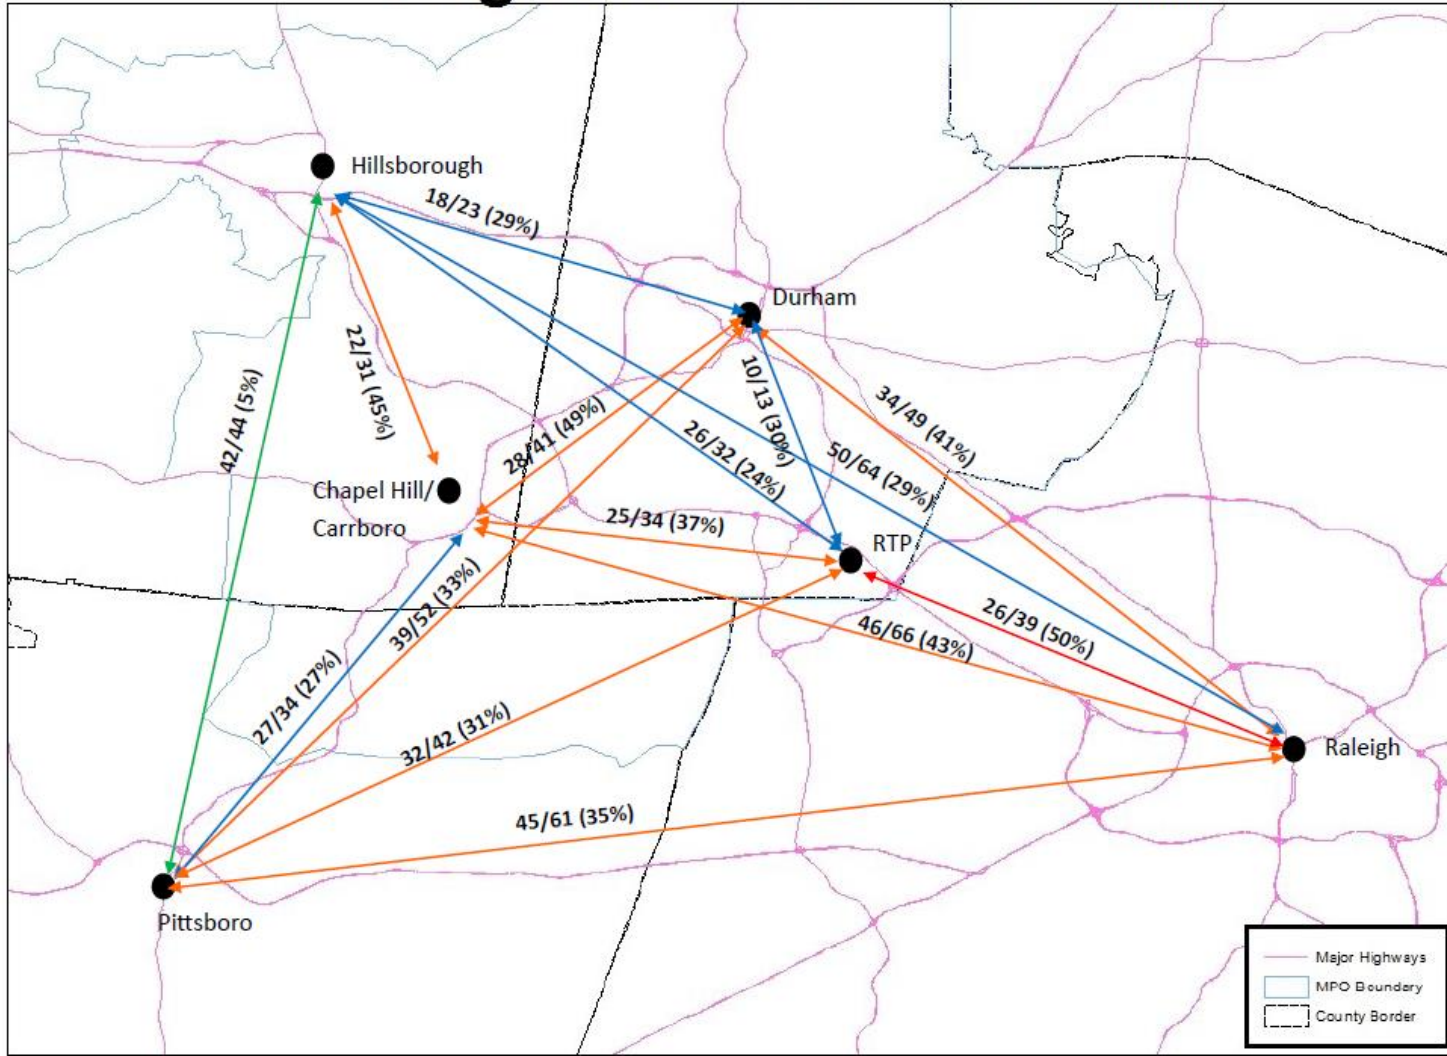 Hillsborough
18/23 (29%)
Durham
22/31 (45%)
42/44 (5%)
10/13 (30%)
34/49 (41%)
28/41 (49%)
26/32 (24%)
50/64 (29%)
Chapel Hill/
Carrboro
25/34 (37%)
RTP
39/52 (33%)
26/39 (50%)
46/66 (43%)
27/34 (27%)
32/42 (31%)
Raleigh
45/61 (35%)
Pittsboro
Major Highways
MPO Boundary
County Border